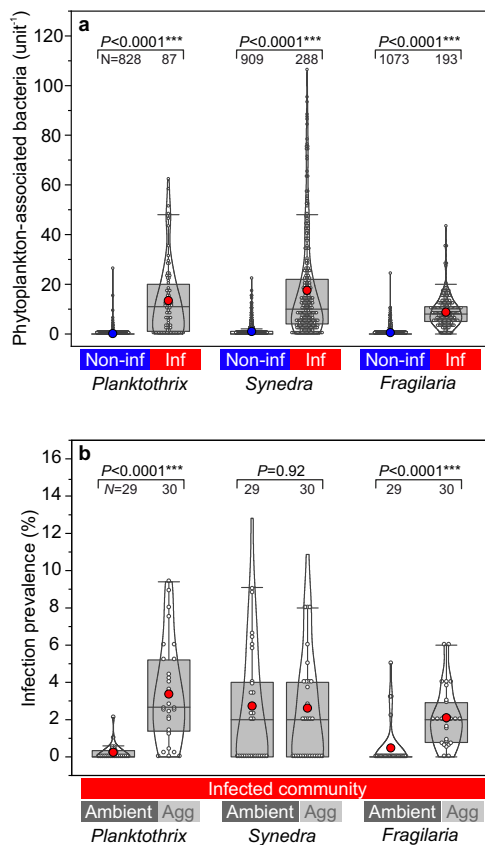 a
Phytoplankton-associated bacteria (unit⁻¹)
120
100
80
60
40
20
0
P<0.0001*** P<0.0001*** P<0.0001***
N=828 87 909 288 1073 193
Non-inf Inf Non-inf Inf Non-inf Inf
Planktothrix Synedra Fragilaria
b
Infection prevalence (%)
16
14
12
10
8
6
4
2
0
P<0.0001*** P=0.92 P<0.0001***
N=29 30 29 30 29 30
Infected community
Ambient Agg Ambient Agg Ambient Agg
Planktothrix Synedra Fragilaria